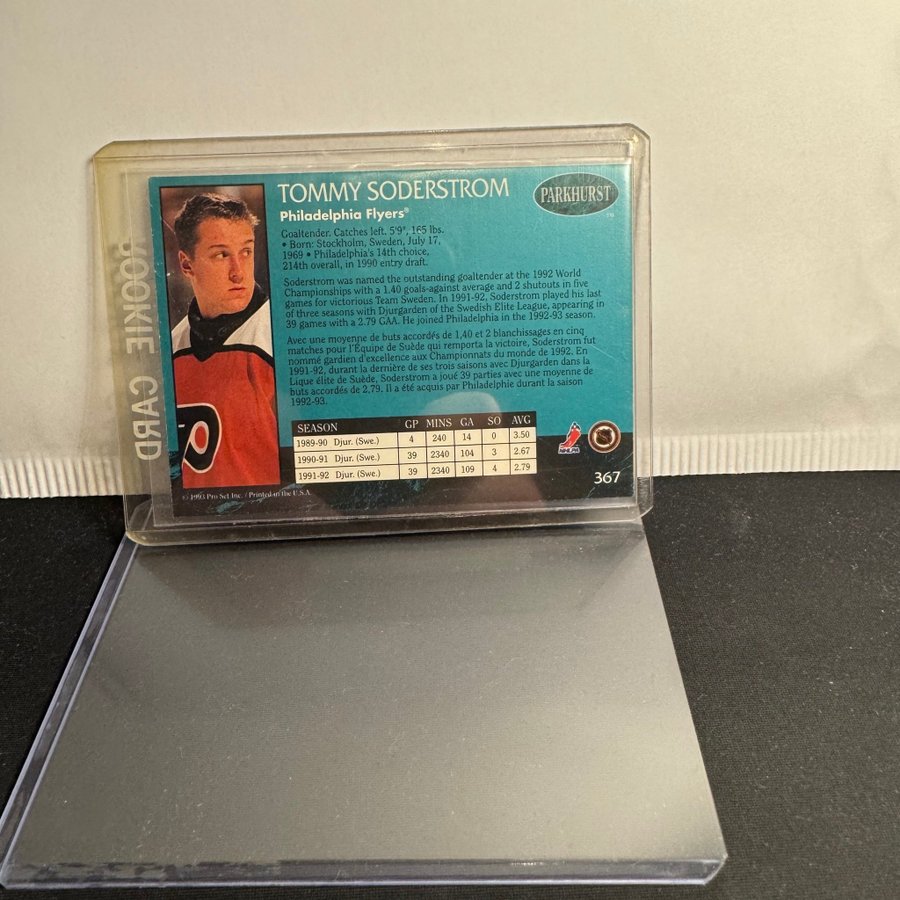 TOMMY SODERSTROM
PARKHURST
Philadelphia Flyers®
Goaltender. Catches left. 5'9", 165 lbs.
• Born: Stockholm, Sweden, July 17,
1969 • Philadelphia's 14th choice,
214th overall, in 1990 entry draft.
Soderstrom was named the outstanding goaltender at the 1992 World
Championships with a 1.40 goals-against average and 2 shutouts in five
games for victorious Team Sweden. In 1991-92, Soderstrom played his last
of three seasons with Djurgarden of the Swedish Elite League, appearing in
39 games with a 2.79 GAA. He joined Philadelphia in the 1992-93 season.
Avec une moyenne de buts accordés de 1,40 et 2 blanchissages en cinq
matches pour l'Équipe de Suède qui remporta la victoire, Soderstrom fut
nommé gardien d'excellence aux Championnats du monde de 1992. En
1991-92, durant la dernière de ses trois saisons avec Djurgarden dans la
Lique élite de Suède, Soderstrom a joué 39 parties avec une moyenne de
buts accordés de 2,79. Il a été acquis par Philadelphie durant la saison
1992-93.
SEASON GP MINS GA SO AVG
1989-90 Djur. (Swe.) 4 240 14 0 3.50
1990-91 Djur. (Swe.) 39 2340 104 3 2.67
1991-92 Djur. (Swe.) 39 2340 109 4 2.79
NHLPA
367
© 1993 Pro Set Inc. / Printed in the U.S.A.
ROOKIE CARD